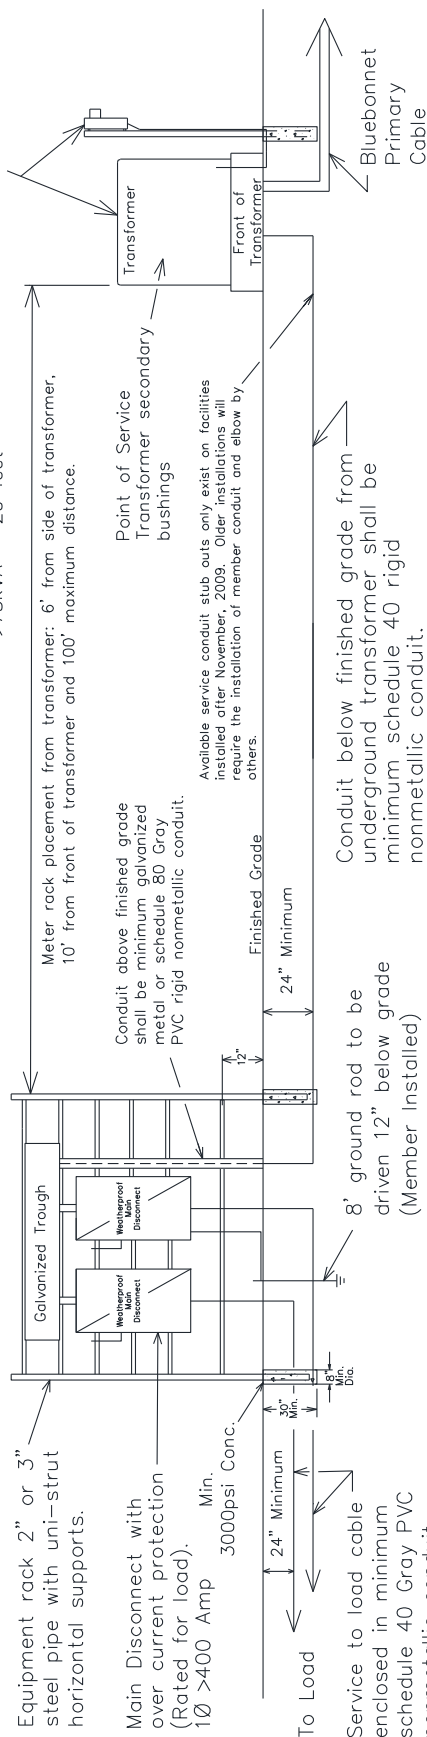 Meter rack placement from transformer: 6' from side of transformer,
10' from front of transformer and 100' maximum distance.
Transformer
Front of
Transformer
Point of Service
Transformer secondary
bushings
Available service conduit stub outs only exist on facilities
installed after November, 2009. Older installations will
require the installation of member conduit and elbow by
others.
Bluebonnet
Primary
Cable
Conduit above finished grade
shall be minimum galvanized
metal or schedule 80 Gray
PVC rigid nonmetallic conduit.
Finished Grade
24" Minimum
12"
Conduit below finished grade from
underground transformer shall be
minimum schedule 40 rigid
nonmetallic conduit.
8' ground rod to be
driven 12" below grade
(Member Installed)
Galvanized Trough
Weatherproof
Main
Disconnect
Weatherproof
Main
Disconnect
Equipment rack 2" or 3"
steel pipe with uni-strut
horizontal supports.
Main Disconnect with
over current protection
(Rated for load).
1Ø >400 Amp
Min.
3000psi Conc.
30"
Min.
8"
Min.
Dia.
24" Minimum
To Load
Service to load cable
enclosed in minimum
schedule 40 Gray PVC